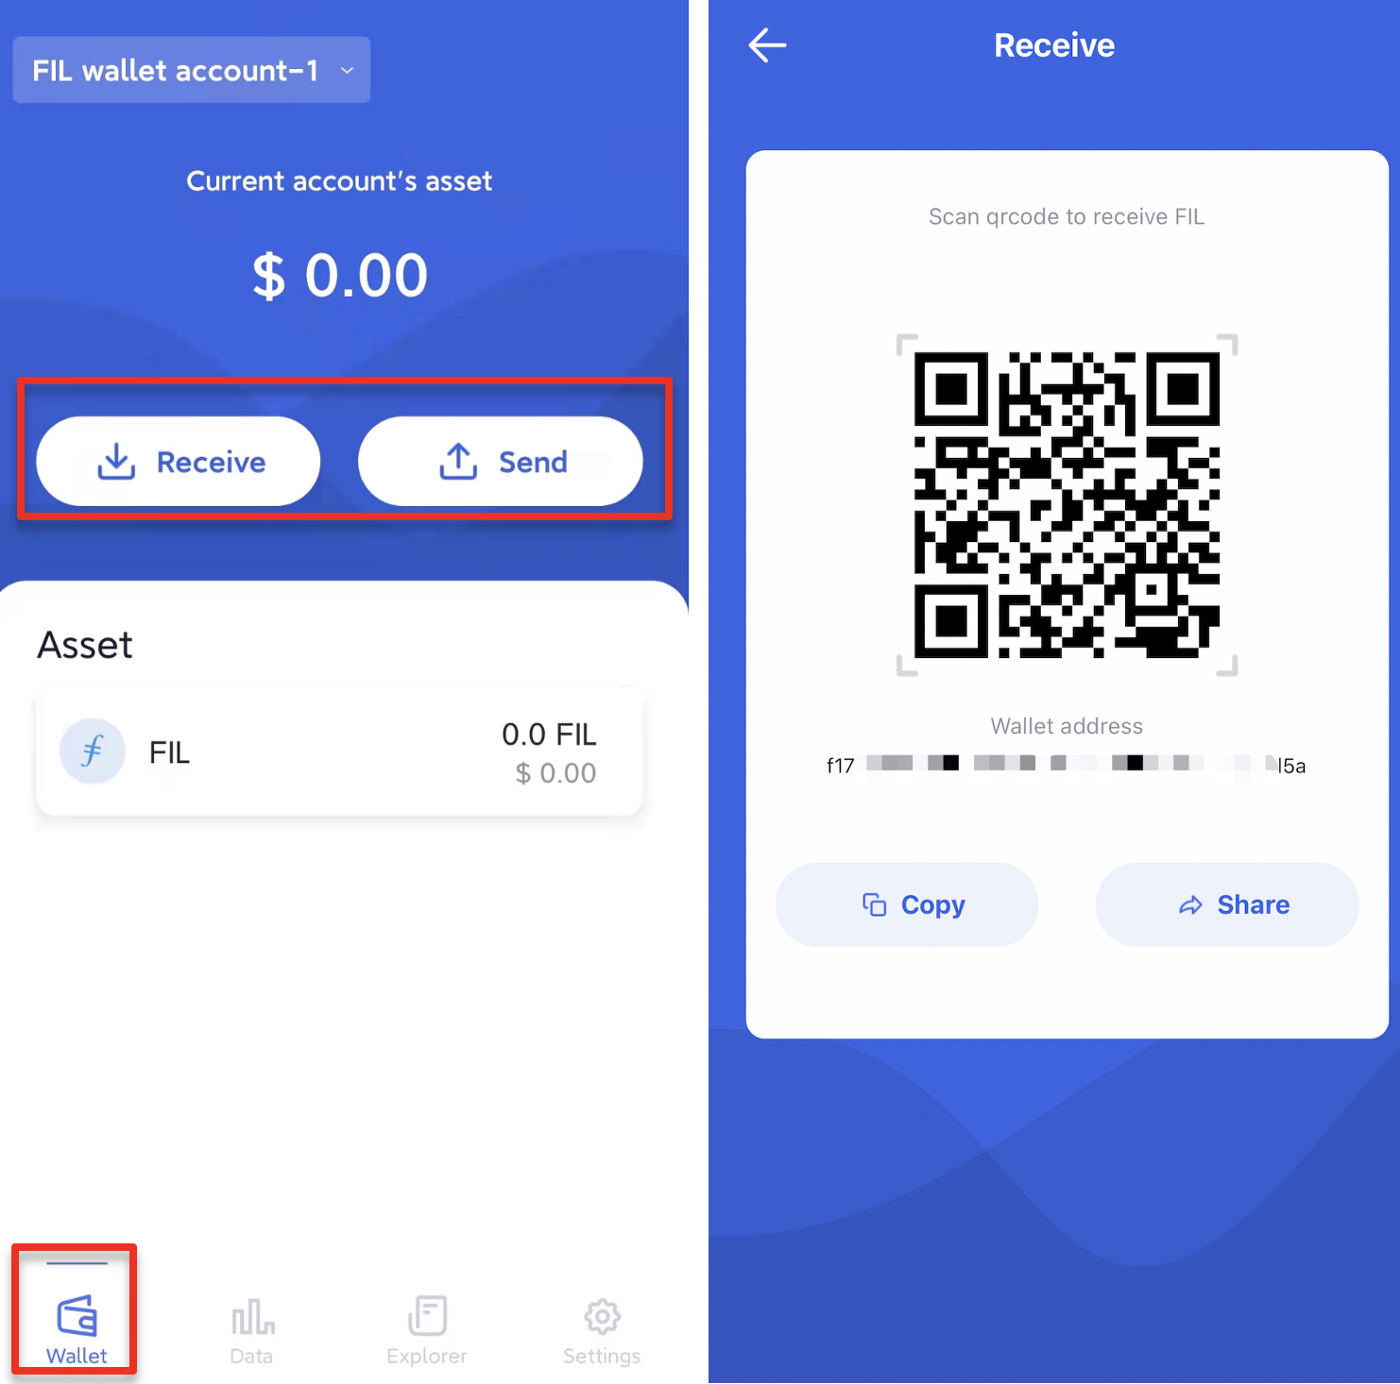 FIL wallet account-1
Current account's asset
$ 0.00
Receive
Send
Asset
FIL
0.0 FIL
$ 0.00
Wallet
Data
Explorer
Settings
Receive
Scan qrcode to receive FIL
Wallet address
f17
l5a
Copy
Share